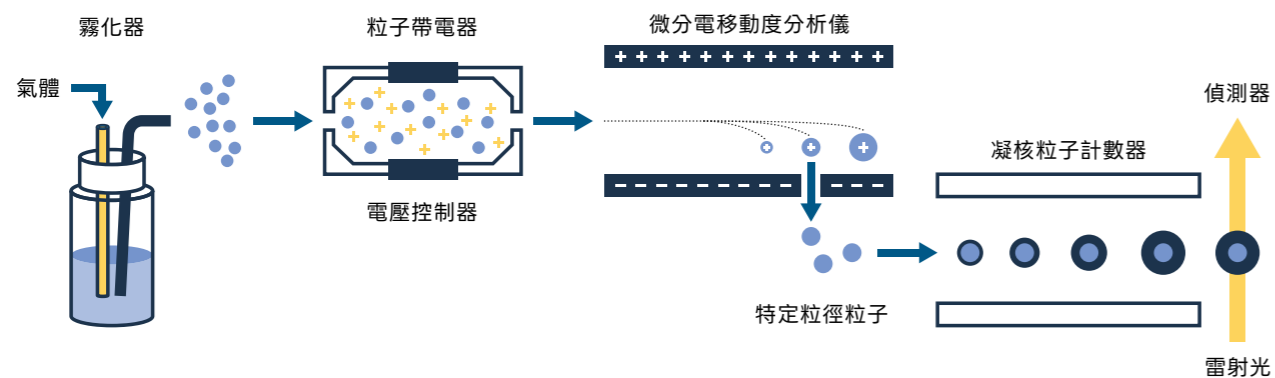 霧化器
粒子帶電器
微分電移動度分析儀
氣體
偵測器
凝核粒子計數器
電壓控制器
特定粒徑粒子
雷射光